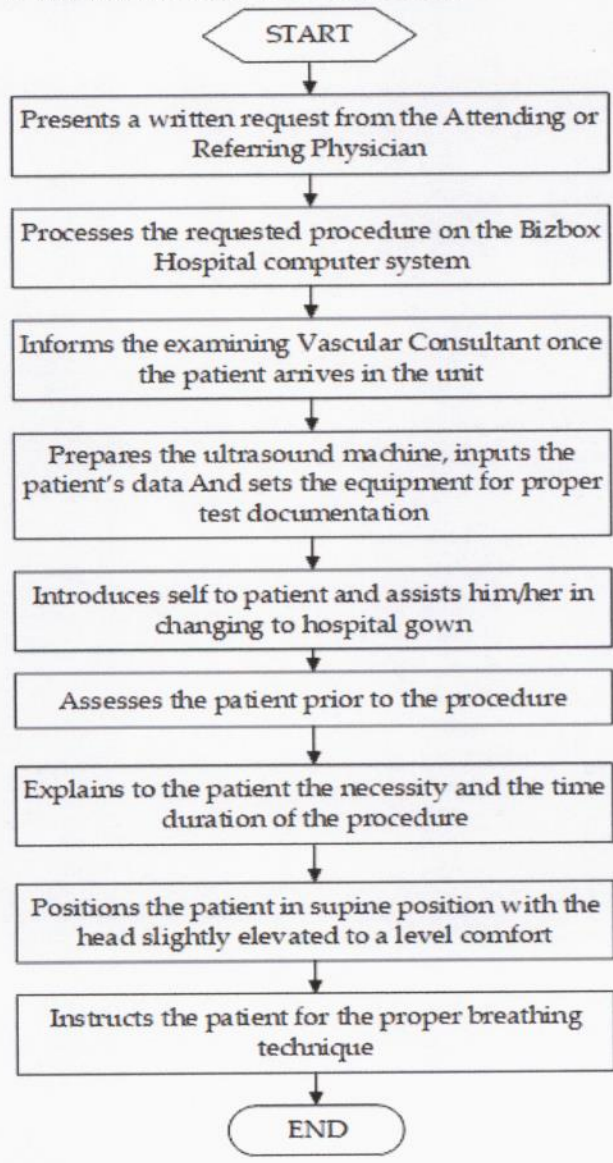 START
Presents a written request from the Attending or
Referring Physician
Processes the requested procedure on the Bizbox
Hospital computer system
Informs the examining Vascular Consultant once
the patient arrives in the unit
Prepares the ultrasound machine, inputs the
patient's data And sets the equipment for proper
test documentation
Introduces self to patient and assists him/her in
changing to hospital gown
Assesses the patient prior to the procedure
Explains to the patient the necessity and the time
duration of the procedure
Positions the patient in supine position with the
head slightly elevated to a level comfort
Instructs the patient for the proper breathing
technique
END